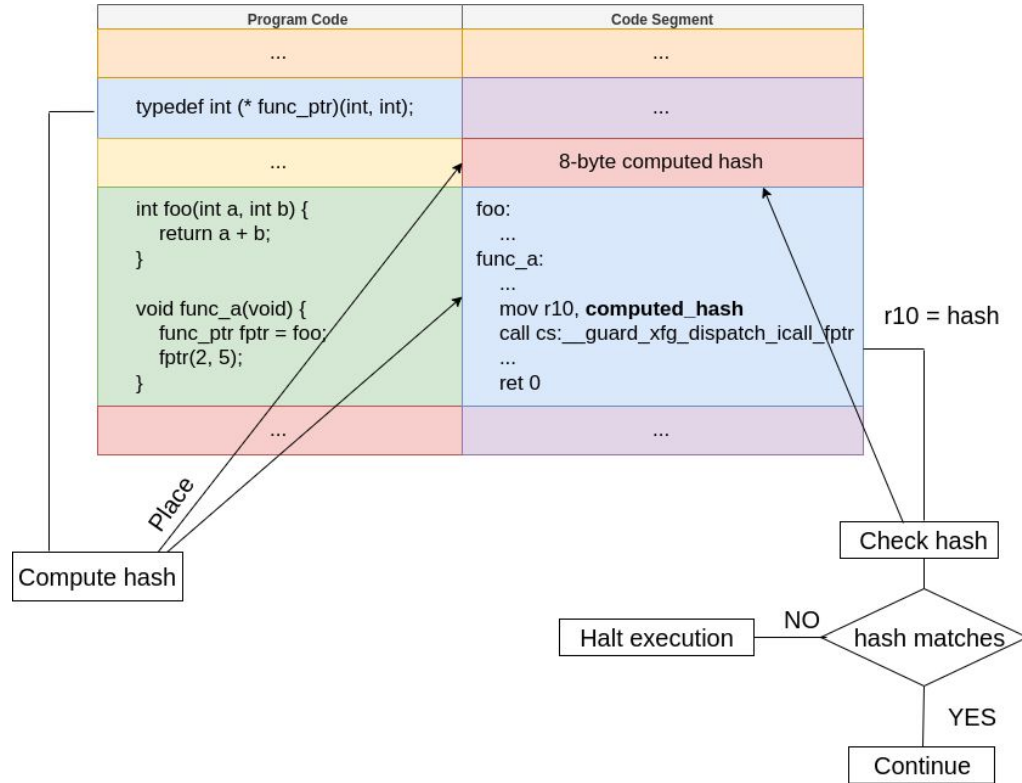 Program Code
Code Segment
...
...
typedef int (* func_ptr)(int, int);
...
...
8-byte computed hash
int foo(int a, int b) {
return a + b;
}
void func_a(void) {
func_ptr fptr = foo;
fptr(2, 5);
}
foo:
...
func_a:
...
mov r10, computed_hash
call cs:__guard_xfg_dispatch_icall_fptr
...
ret 0
r10 = hash
...
...
Place
Compute hash
Check hash
hash matches
NO
Halt execution
YES
Continue